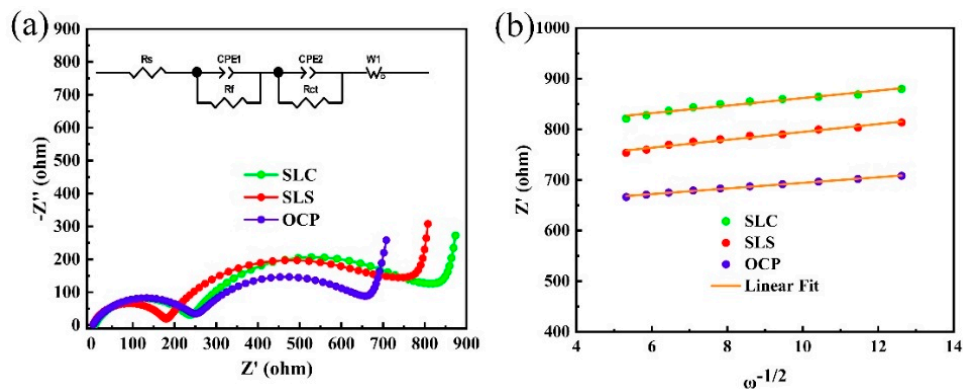 (a)
900
800
700
600
500
400
300
200
100
0
-Z'' (ohm)
Rs
CPE1
CPE2
W1
Rf
Rct
SLC
SLS
OCP
0 100 200 300 400 500 600 700 800 900
Z' (ohm)
(b)
1000
900
800
700
600
500
400
Z' (ohm)
SLC
SLS
OCP
Linear Fit
4 6 8 10 12 14
ω-1/2